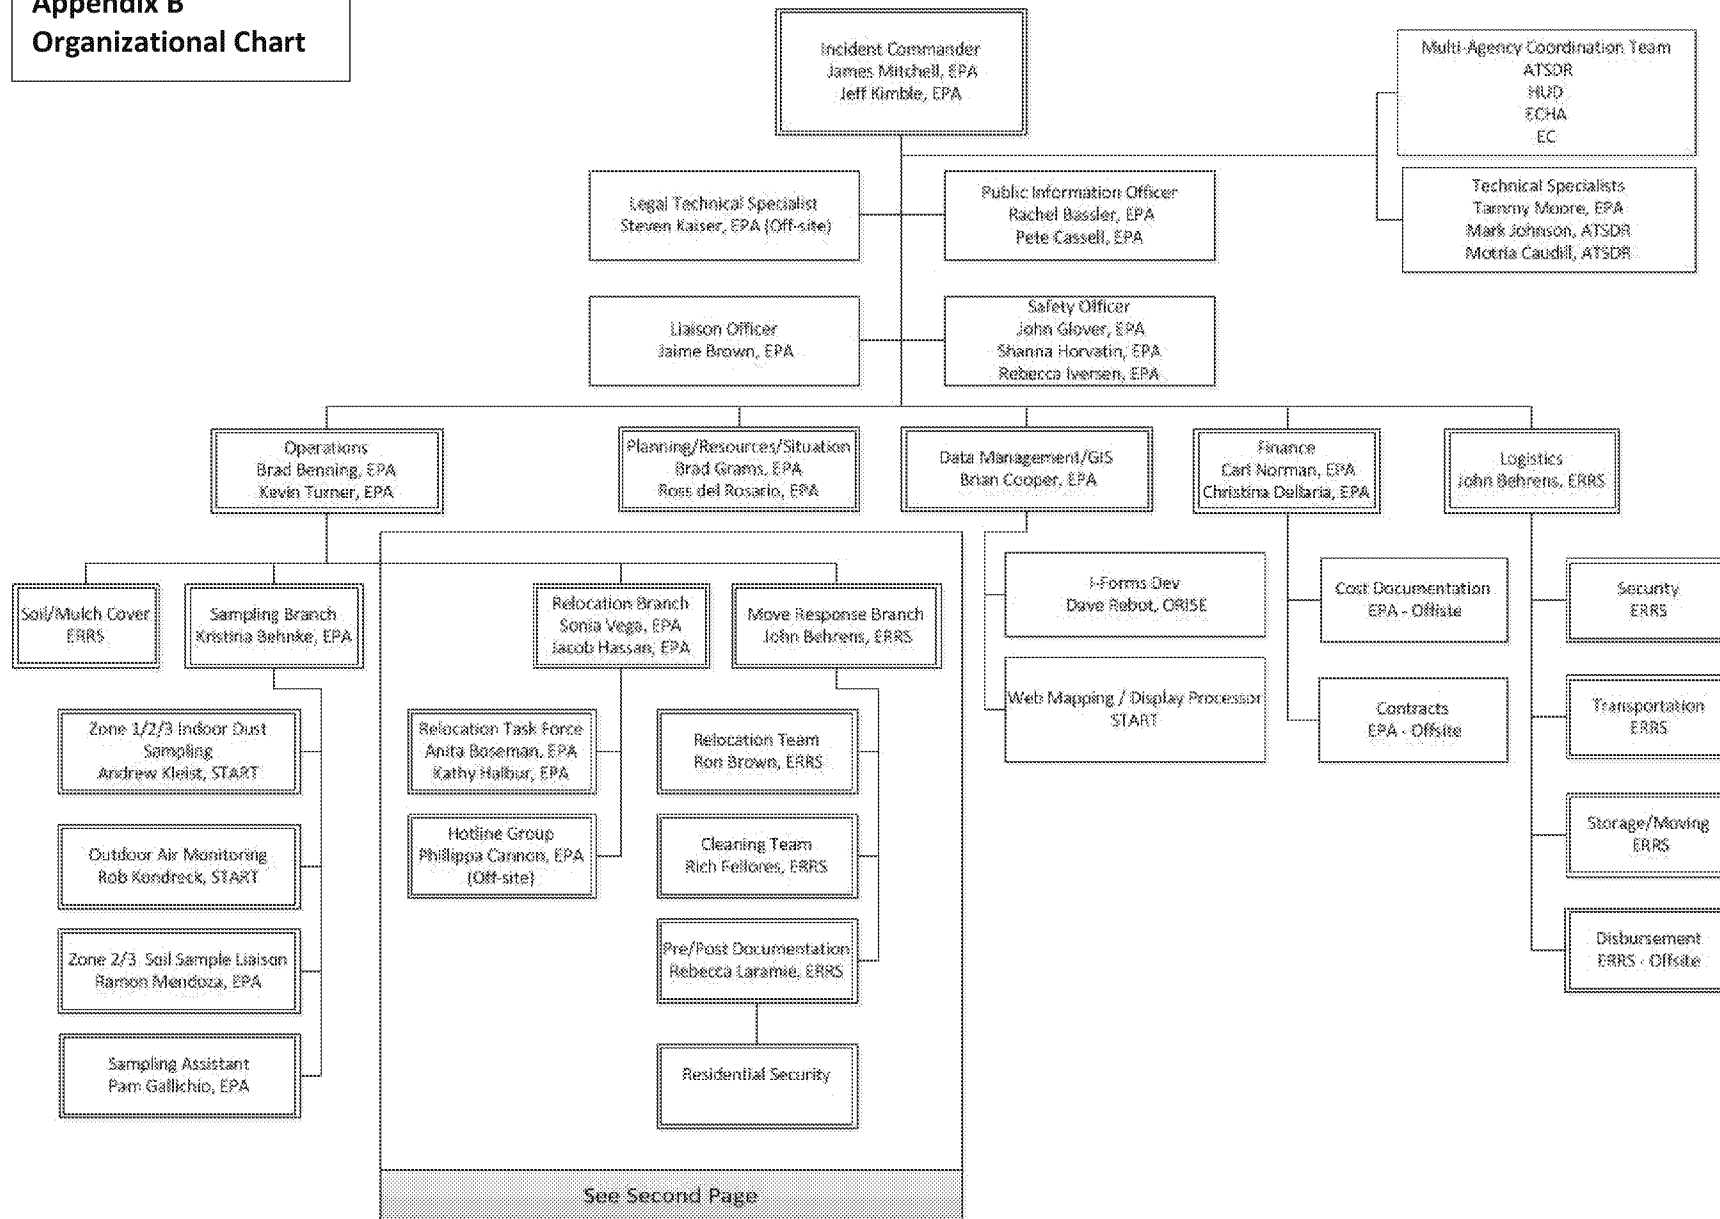 Appendix B
Organizational Chart
Incident Commander
James Mitchell, EPA
Jeff Kimble, EPA
Multi-Agency Coordination Team
ATSDR
HUD
ECHA
EC
Legal Technical Specialist
Steven Kaiser, EPA (Off-site)
Public Information Officer
Rachel Bassler, EPA
Pete Cassell, EPA
Technical Specialists
Tammy Moore, EPA
Mark Johnson, ATSDR
Motria Caudill, ATSDR
Liaison Officer
Jaime Brown, EPA
Safety Officer
John Glover, EPA
Shanna Horvatin, EPA
Rebecca Iversen, EPA
Operations
Brad Benning, EPA
Kevin Turner, EPA
Planning/Resources/Situation
Brad Grams, EPA
Ross del Rosario, EPA
Data Management/GIS
Brian Cooper, EPA
Finance
Carl Norman, EPA
Christina Dellaria, EPA
Logistics
John Behrens, ERRS
Soil/Mulch Cover
ERRS
Sampling Branch
Kristina Behnke, EPA
Relocation Branch
Sonia Vega, EPA
Jacob Hassan, EPA
Move Response Branch
John Behrens, ERRS
I-Forms Dev
Dave Rebot, ORISE
Cost Documentation
EPA - Offiste
Security
ERRS
Zone 1/2/3 Indoor Dust
Sampling
Andrew Kleist, START
Relocation Task Force
Anita Boseman, EPA
Kathy Halbur, EPA
Relocation Team
Ron Brown, ERRS
Web Mapping / Display Processor
START
Contracts
EPA - Offsite
Transportation
ERRS
Outdoor Air Monitoring
Rob Kondreck, START
Hotline Group
Phillippa Cannon, EPA
(Off-site)
Cleaning Team
Rich Fellores, ERRS
Storage/Moving
ERRS
Zone 2/3 Soil Sample Liaison
Ramon Mendoza, EPA
Pre/Post Documentation
Rebecca Laramie, ERRS
Disbursement
ERRS - Offsite
Sampling Assistant
Pam Gallichio, EPA
Residential Security
See Second Page